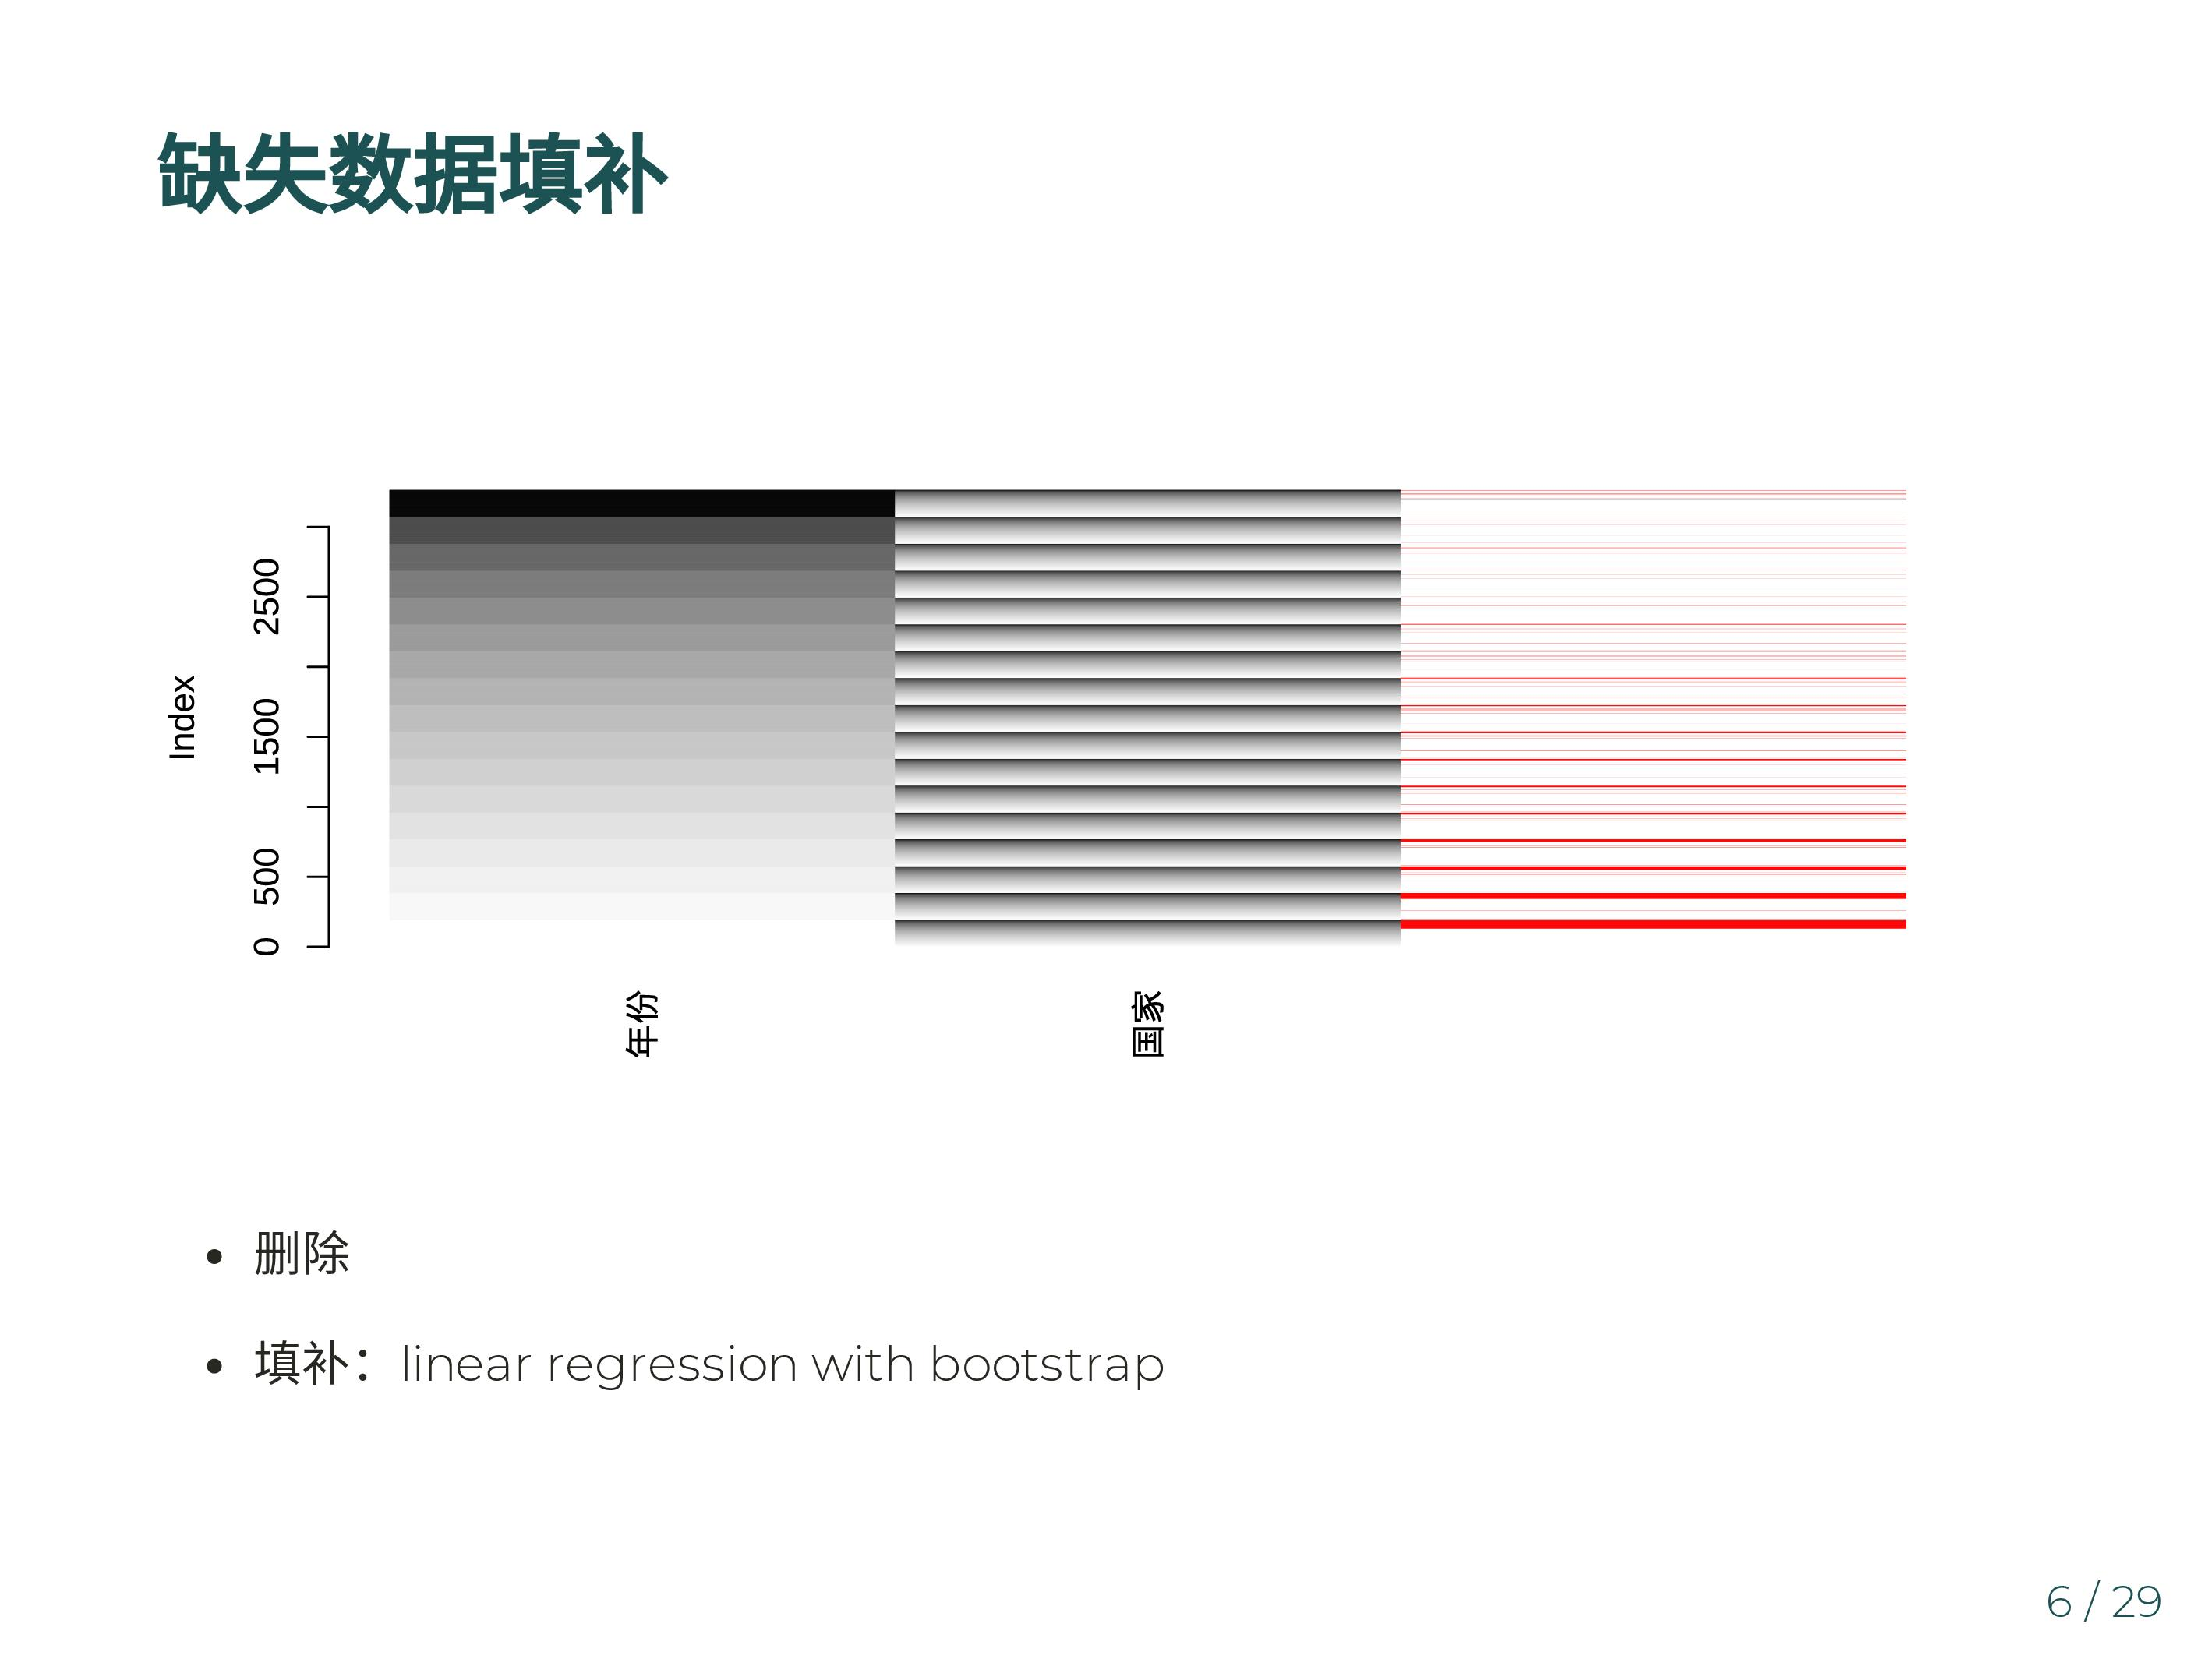 缺失数据填补
Index
2500
1500
500
0
年份
国家
• 删除
• 填补：linear regression with bootstrap
6 / 29